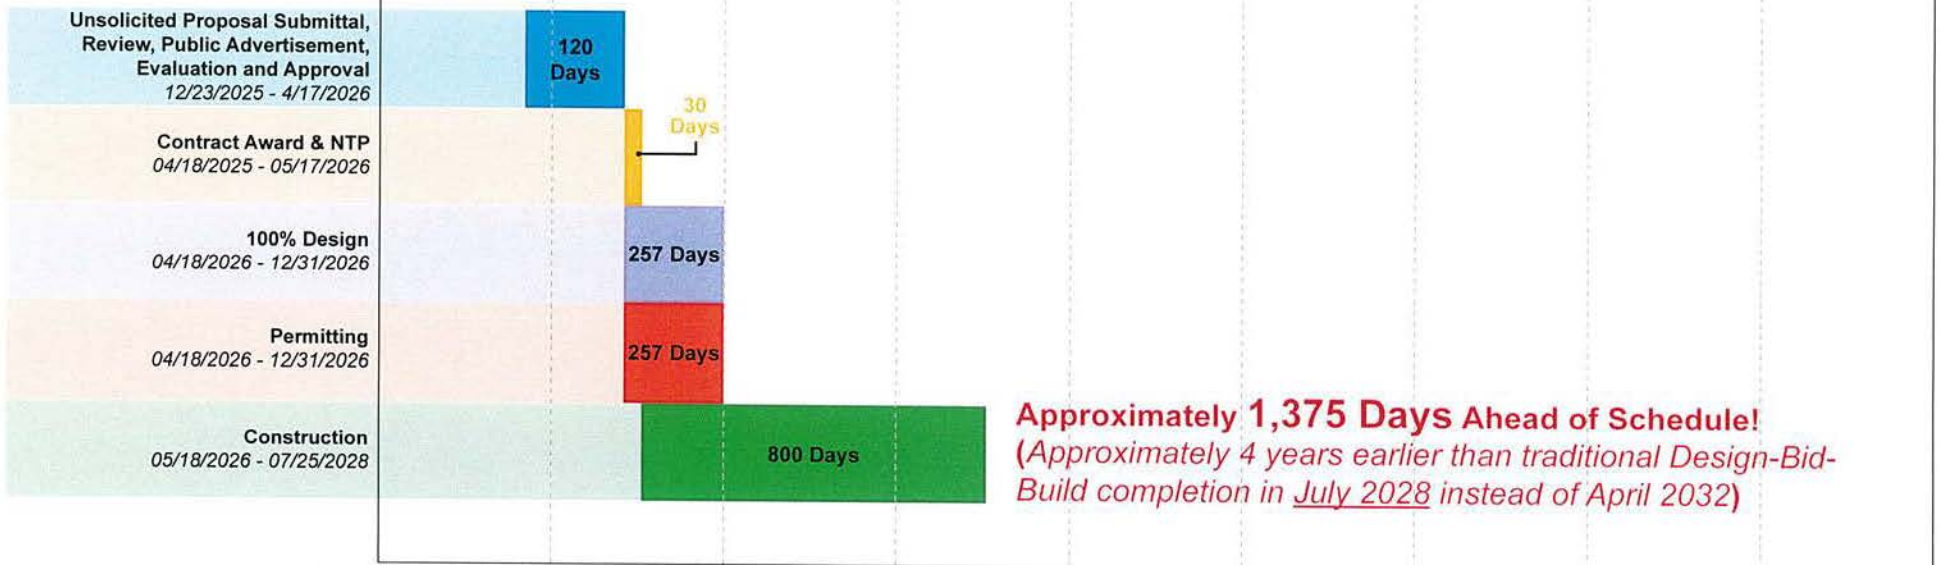 Unsolicited Proposal Submittal,
Review, Public Advertisement,
Evaluation and Approval
12/23/2025 - 4/17/2026
120
Days
Contract Award & NTP
04/18/2025 - 05/17/2026
30
Days
100% Design
04/18/2026 - 12/31/2026
257 Days
Permitting
04/18/2026 - 12/31/2026
257 Days
Construction
05/18/2026 - 07/25/2028
800 Days
Approximately 1,375 Days Ahead of Schedule!
(Approximately 4 years earlier than traditional Design-Bid-
Build completion in July 2028 instead of April 2032)